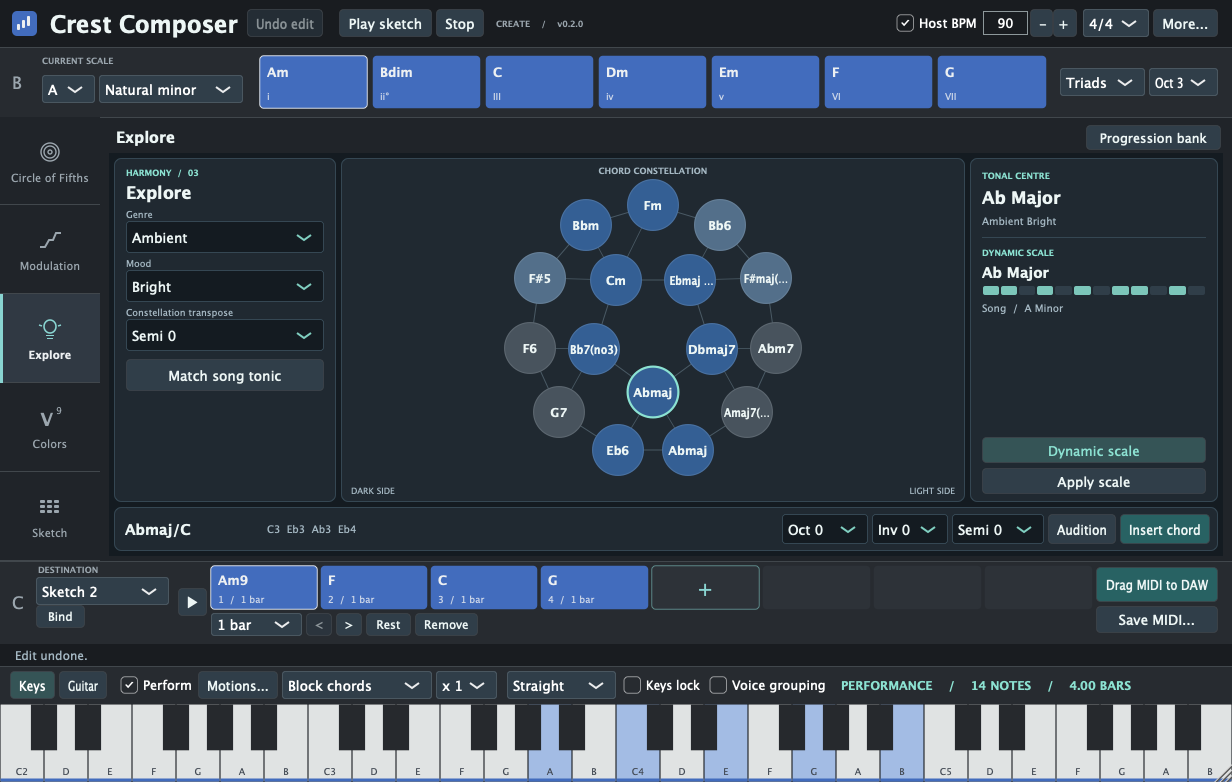 Crest Composer Undo edit Play sketch Stop CREATE / v0.2.0 Host BPM 90 - + 4/4 More...
B CURRENT SCALE
A Natural minor
Am Bdim C Dm Em F G
i ii° III iv v VI VII
Triads Oct 3
Circle of Fifths
Modulation
Explore
V 9
Colors
Sketch
Explore Progression bank
HARMONY / 03
Explore
Genre
Ambient
Mood
Bright
Constellation transpose
Semi 0
Match song tonic
CHORD CONSTELLATION
Fm
Bbm Bb6
F#5 Cm Ebmaj ... F#maj(...
F6 Bb7(no3) Dbmaj7 Abm7
Abmaj
G7 Amaj7(...
Eb6 Abmaj
DARK SIDE LIGHT SIDE
TONAL CENTRE
Ab Major
Ambient Bright
DYNAMIC SCALE
Ab Major
Song / A Minor
Dynamic scale
Apply scale
Abmaj/C C3 Eb3 Ab3 Eb4 Oct 0 Inv 0 Semi 0 Audition Insert chord
C DESTINATION
Sketch 2
Bind
Am9 F C G +
1 / 1 bar 2 / 1 bar 3 / 1 bar 4 / 1 bar
1 bar < > Rest Remove
Drag MIDI to DAW
Save MIDI...
Edit undone.
Keys Guitar Perform Motions... Block chords x 1 Straight Keys lock Voice grouping PERFORMANCE / 14 NOTES / 4.00 BARS
C2 D E F G A B C3 D E F G A B C4 D E F G A B C5 D E F G A B